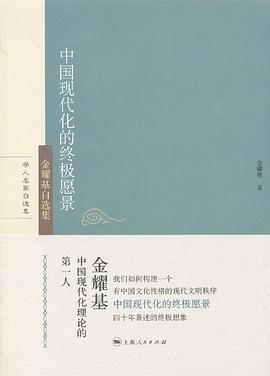 中国现代化的终极愿景
金耀基自选集
学人名家自选集
金耀基 著
金耀基
中国现代化理论的
第一人
我们如何构建一个
有中国文化性格的现代文明秩序
中国现代化的终极愿景
四十年著述的终极想象
上海人民出版社